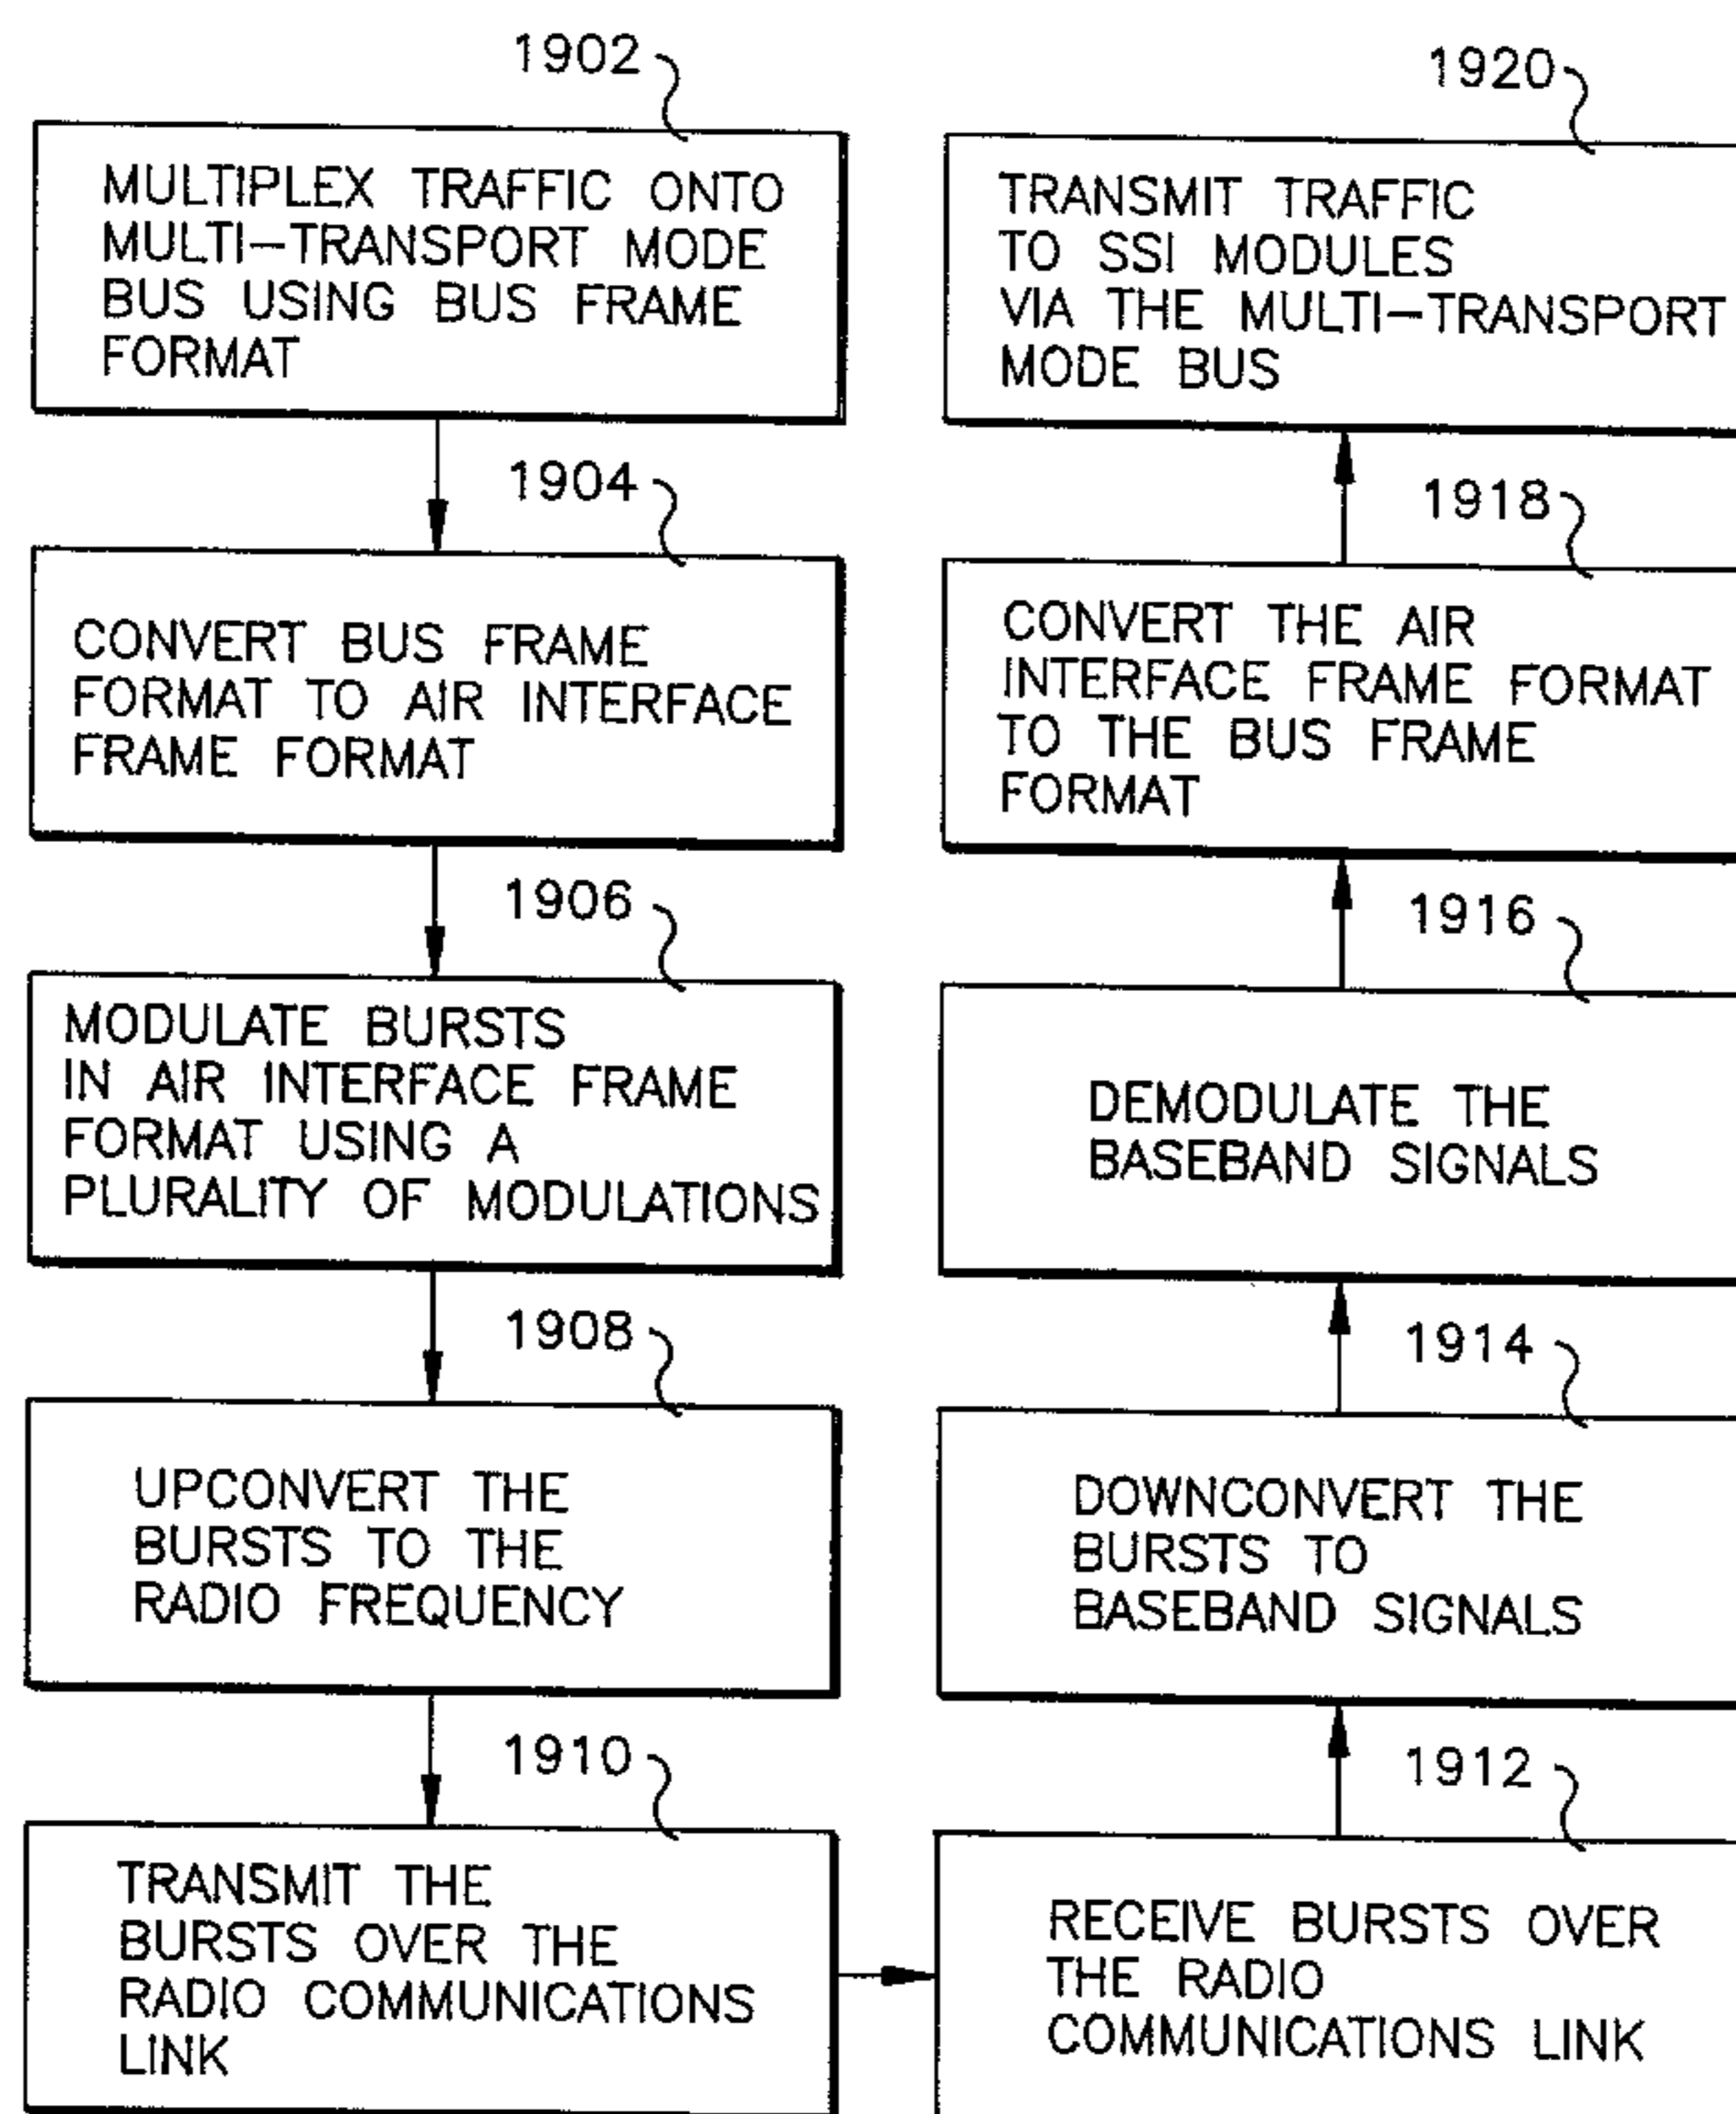 1902
MULTIPLEX TRAFFIC ONTO
MULTI-TRANSPORT MODE
BUS USING BUS FRAME
FORMAT
1904
CONVERT BUS FRAME
FORMAT TO AIR INTERFACE
FRAME FORMAT
1906
MODULATE BURSTS
IN AIR INTERFACE FRAME
FORMAT USING A
PLURALITY OF MODULATIONS
1908
UPCONVERT THE
BURSTS TO THE
RADIO FREQUENCY
1910
TRANSMIT THE
BURSTS OVER THE
RADIO COMMUNICATIONS
LINK
1912
RECEIVE BURSTS OVER
THE RADIO
COMMUNICATIONS LINK
1914
DOWNCONVERT THE
BURSTS TO
BASEBAND SIGNALS
1916
DEMODULATE THE
BASEBAND SIGNALS
1918
CONVERT THE AIR
INTERFACE FRAME FORMAT
TO THE BUS FRAME
FORMAT
1920
TRANSMIT TRAFFIC
TO SSI MODULES
VIA THE MULTI-TRANSPORT
MODE BUS